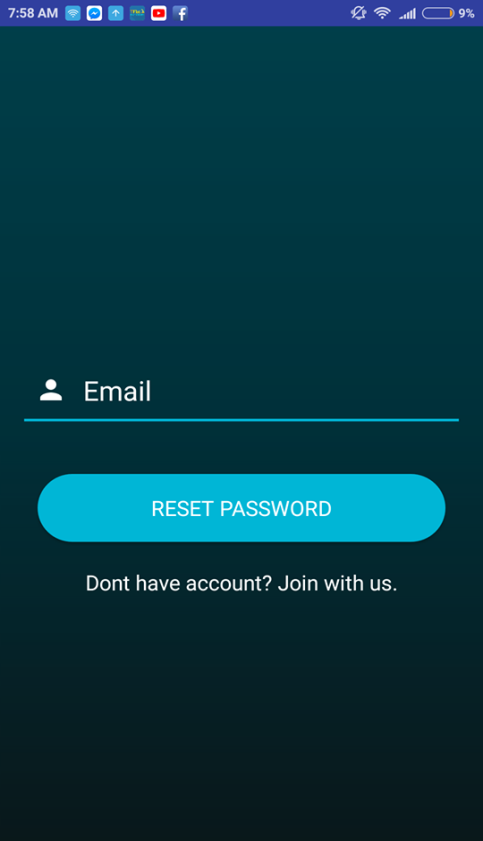 7:58 AM 9%
Email
RESET PASSWORD
Dont have account? Join with us.